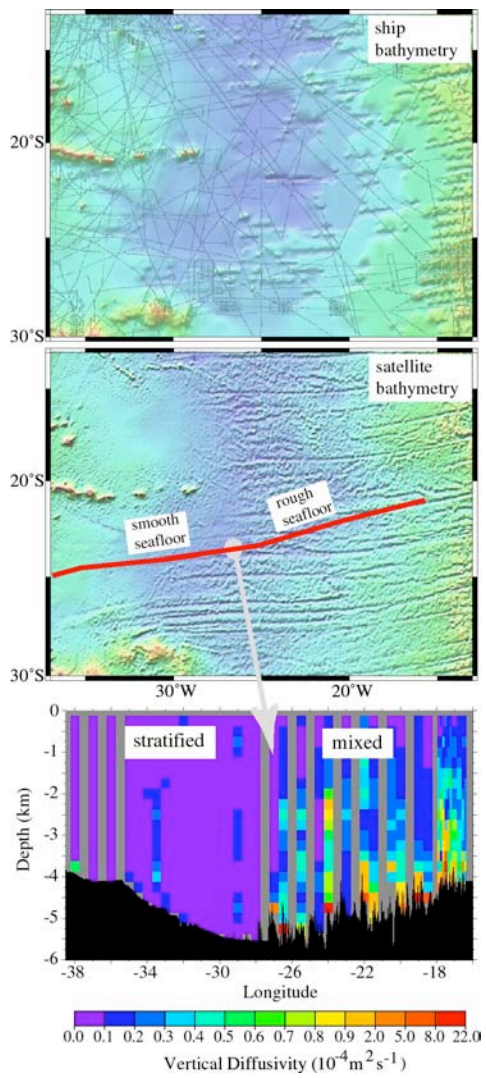 ship
bathymetry
20°S
30°S
satellite
bathymetry
20°S
smooth
seafloor
rough
seafloor
30°S
30°W
20°W
0
-1
-2
-3
-4
-5
-6
Depth (km)
stratified
mixed
-38
-34
-30
-26
-22
-18
Longitude
0.0 0.1 0.2 0.3 0.4 0.5 0.6 0.7 0.8 0.9 2.0 5.0 22.0
Vertical Diffusivity (10⁻⁴m² s⁻¹)